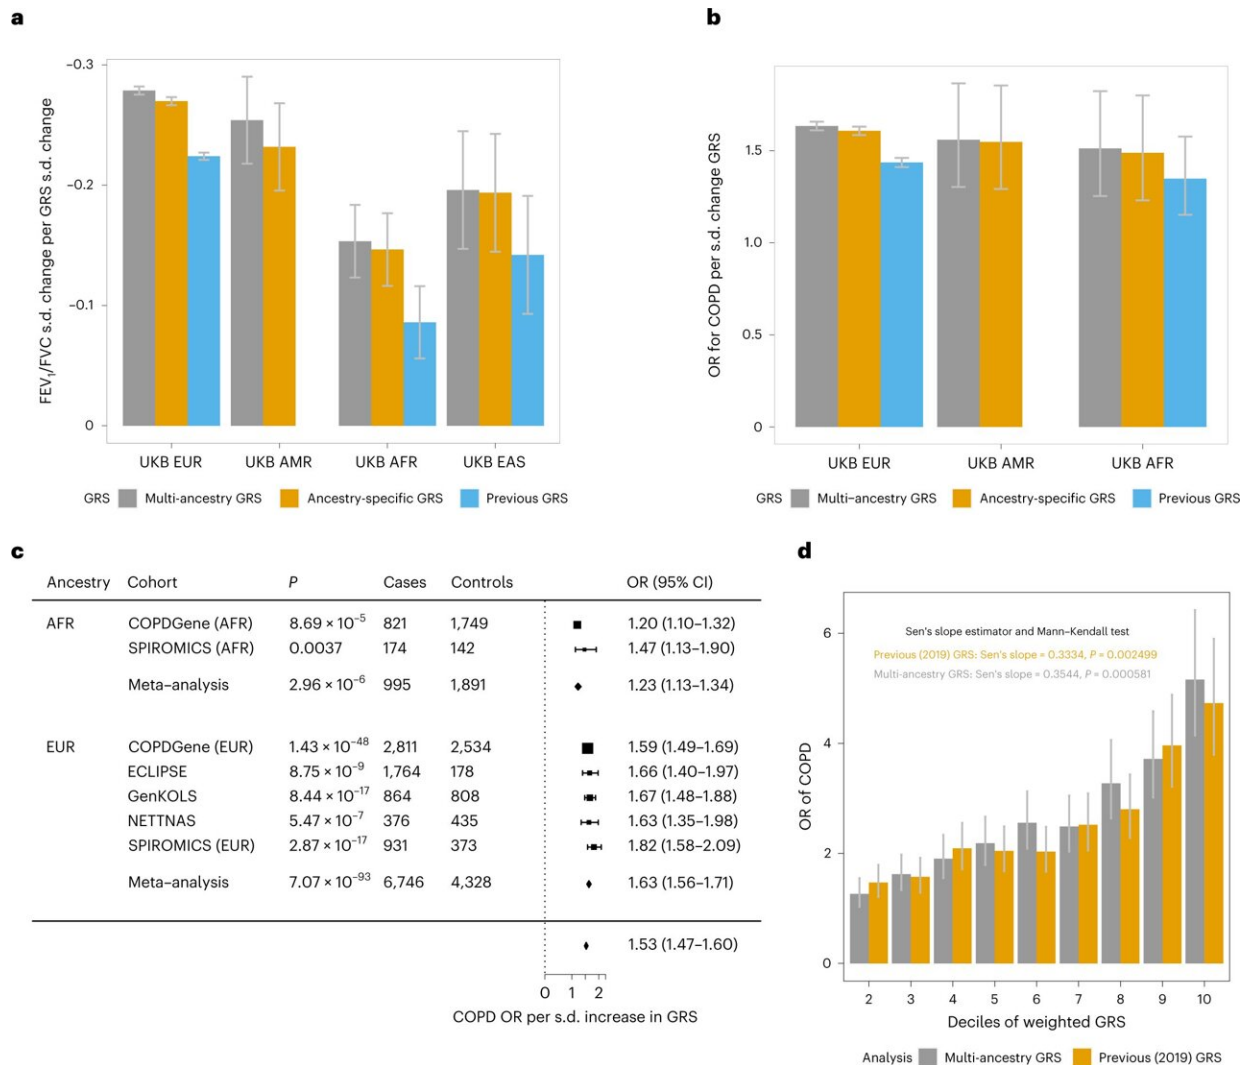 a
−0.3
−0.2
−0.1
0
FEV₁/FVC s.d. change per GRS s.d. change
UKB EUR UKB AMR UKB AFR UKB EAS
GRS Multi-ancestry GRS Ancestry-specific GRS Previous GRS
b
1.5
1.0
0.5
0
OR for COPD per s.d. change GRS
UKB EUR UKB AMR UKB AFR
GRS Multi−ancestry GRS Ancestry-specific GRS Previous GRS
c
Ancestry Cohort P Cases Controls OR (95% CI)
AFR COPDGene (AFR) 8.69 × 10⁻⁵ 821 1,749 1.20 (1.10–1.32)
SPIROMICS (AFR) 0.0037 174 142 1.47 (1.13–1.90)
Meta−analysis 2.96 × 10⁻⁶ 995 1,891 1.23 (1.13–1.34)
EUR COPDGene (EUR) 1.43 × 10⁻⁴⁸ 2,811 2,534 1.59 (1.49–1.69)
ECLIPSE 8.75 × 10⁻⁹ 1,764 178 1.66 (1.40–1.97)
GenKOLS 8.44 × 10⁻¹⁷ 864 808 1.67 (1.48–1.88)
NETTNAS 5.47 × 10⁻⁷ 376 435 1.63 (1.35–1.98)
SPIROMICS (EUR) 2.87 × 10⁻¹⁷ 931 373 1.82 (1.58–2.09)
Meta−analysis 7.07 × 10⁻⁹³ 6,746 4,328 1.63 (1.56–1.71)
1.53 (1.47–1.60)
0 1 2
COPD OR per s.d. increase in GRS
d
6
4
2
0
OR of COPD
Sen's slope estimator and Mann–Kendall test
Previous (2019) GRS: Sen's slope = 0.3334, P = 0.002499
Multi-ancestry GRS: Sen's slope = 0.3544, P = 0.000581
2 3 4 5 6 7 8 9 10
Deciles of weighted GRS
Analysis Multi-ancestry GRS Previous (2019) GRS